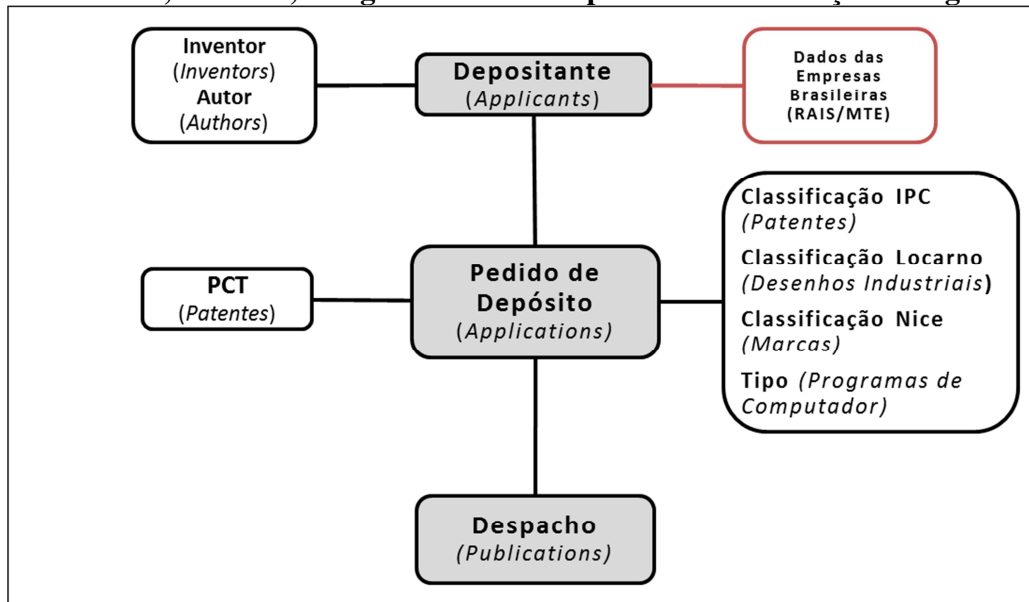 Inventor
(Inventors)
Autor
(Authors)
Depositante
(Applicants)
Dados das
Empresas
Brasileiras
(RAIS/MTE)
PCT
(Patentes)
Pedido de
Depósito
(Applications)
Classificação IPC
(Patentes)
Classificação Locarno
(Desenhos Industriais)
Classificação Nice
(Marcas)
Tipo (Programas de
Computador)
Despacho
(Publications)